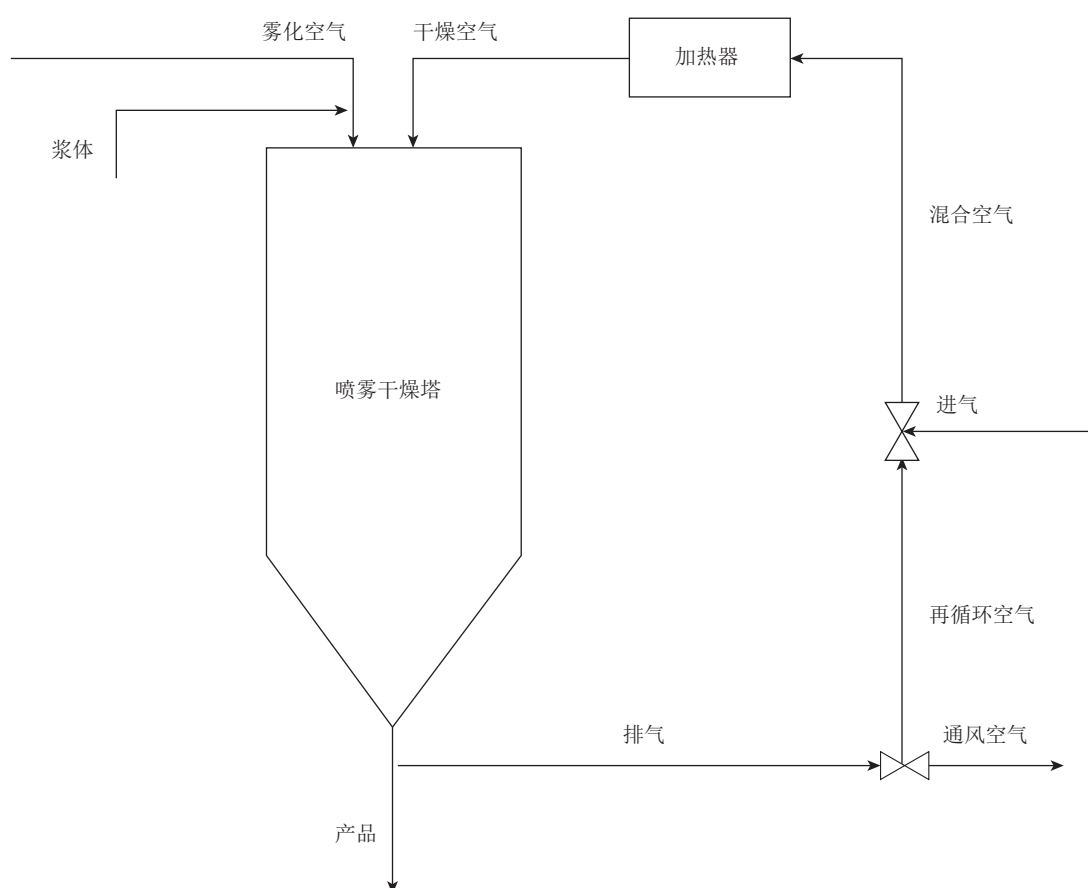 雾化空气
干燥空气
加热器
浆体
混合空气
喷雾干燥塔
进气
再循环空气
排气
通风空气
产品